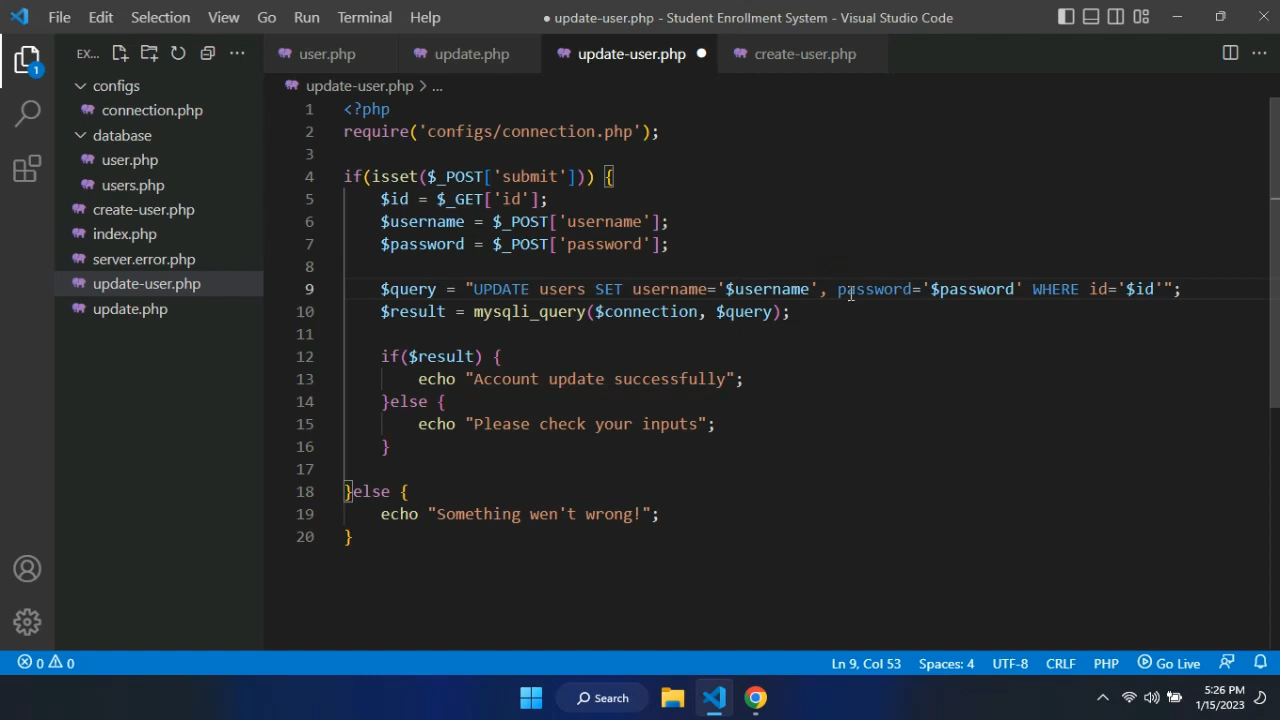 File Edit Selection View Go Run Terminal Help
● update-user.php - Student Enrollment System - Visual Studio Code
EX... ...
user.php update.php update-user.php ● create-user.php ...
1
configs
connection.php
database
user.php
users.php
create-user.php
index.php
server.error.php
update-user.php
update.php
update-user.php > ...
1 <?php
2 require('configs/connection.php');
3
4 if(isset($_POST['submit'])) {
5 $id = $_GET['id'];
6 $username = $_POST['username'];
7 $password = $_POST['password'];
8
9 $query = "UPDATE users SET username='$username', password='$password' WHERE id='$id'";
10 $result = mysqli_query($connection, $query);
11
12 if($result) {
13 echo "Account update successfully";
14 }else {
15 echo "Please check your inputs";
16 }
17
18 }else {
19 echo "Something wen't wrong!";
20 }
0 0 Ln 9, Col 53 Spaces: 4 UTF-8 CRLF PHP Go Live
Search
5:26 PM
1/15/2023